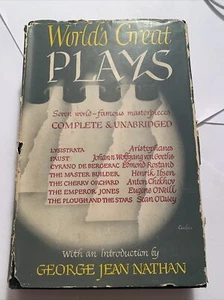 World's Great
PLAYS
Seven world-famous masterpieces
COMPLETE & UNABRIDGED
LYSISTRATA Aristophanes
FAUST Johann Wolfgang von Goethe
CYRANO DE BERGERAC Edmond Rostand
THE MASTER BUILDER Henrik Ibsen
THE CHERRY ORCHARD Anton Chekhov
THE EMPEROR JONES Eugene O'Neill
THE PLOUGH AND THE STARS Sean O'Casey
With an introduction by
GEORGE JEAN NATHAN